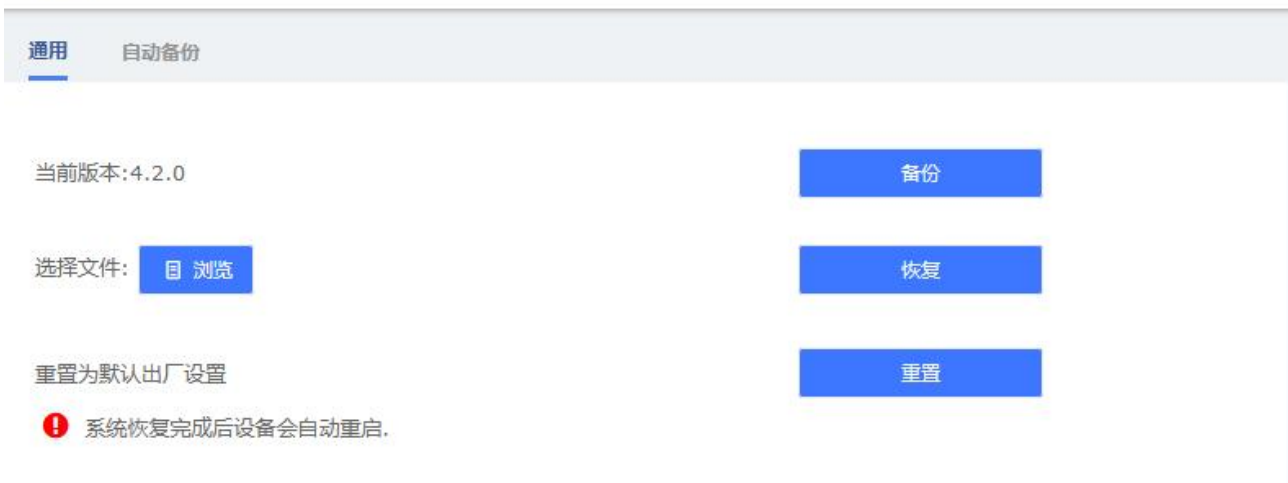 通用 自动备份
当前版本:4.2.0 备份
选择文件: 浏览 恢复
重置为默认出厂设置 重置
系统恢复完成后设备会自动重启.